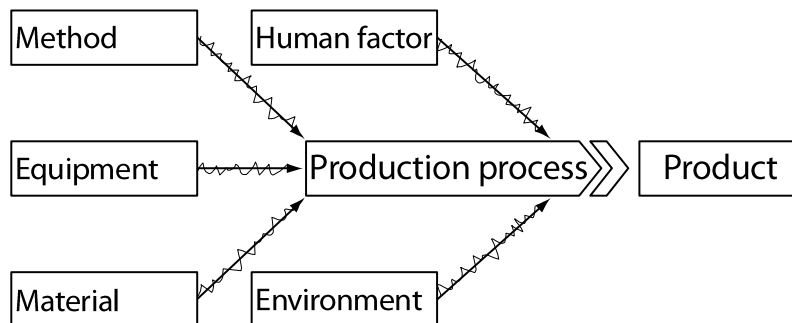 Method
Human factor
Equipment
Production process
Product
Material
Environment